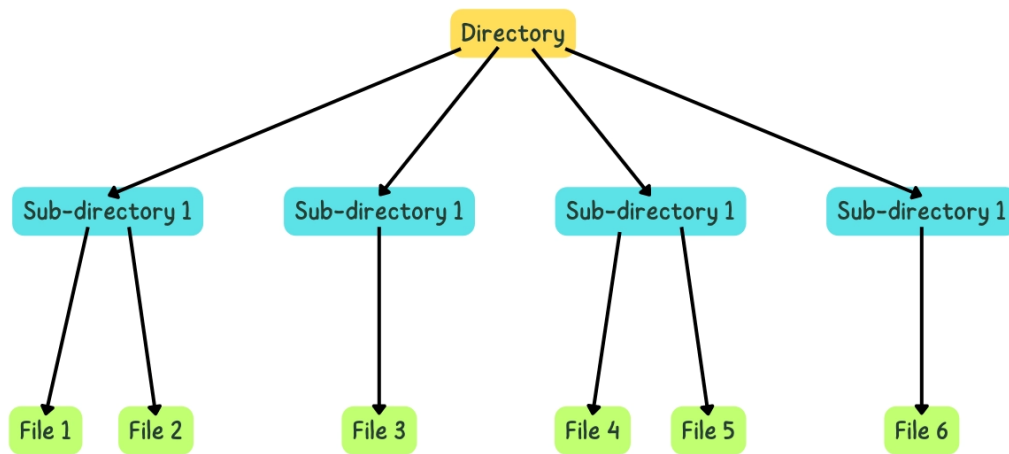 Directory
Sub-directory 1
Sub-directory 1
Sub-directory 1
Sub-directory 1
File 1
File 2
File 3
File 4
File 5
File 6